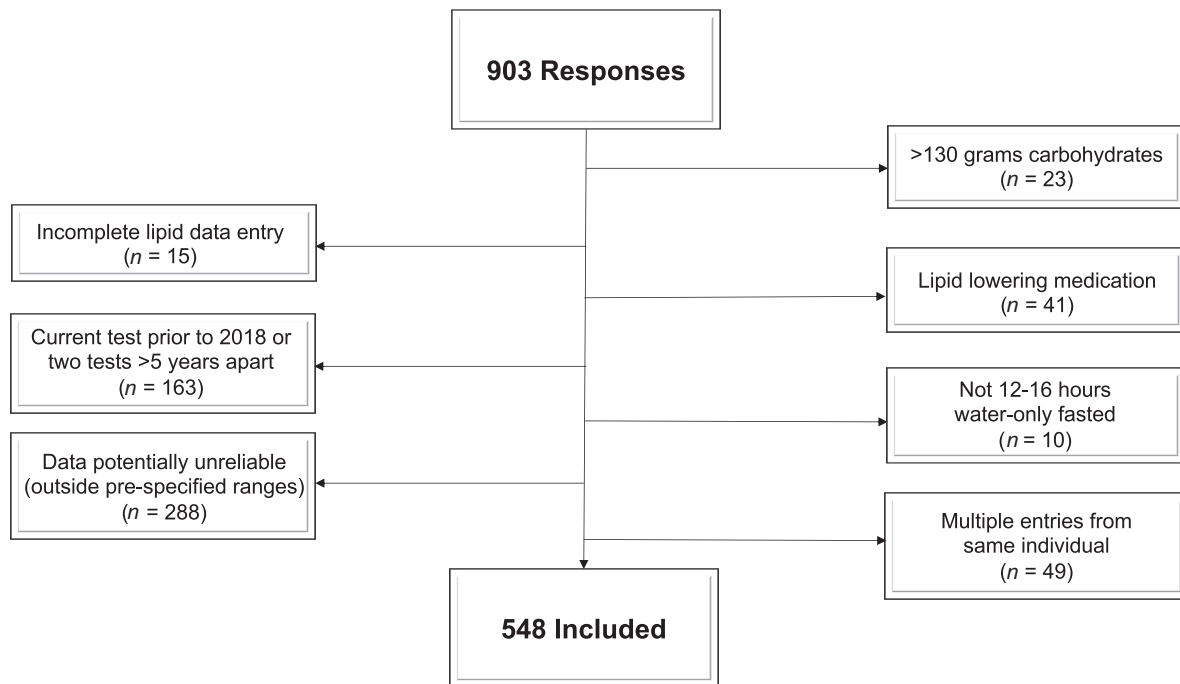 903 Responses
>130 grams carbohydrates
(n = 23)
Incomplete lipid data entry
(n = 15)
Lipid lowering medication
(n = 41)
Current test prior to 2018 or
two tests >5 years apart
(n = 163)
Not 12-16 hours
water-only fasted
(n = 10)
Data potentially unreliable
(outside pre-specified ranges)
(n = 288)
Multiple entries from
same individual
(n = 49)
548 Included